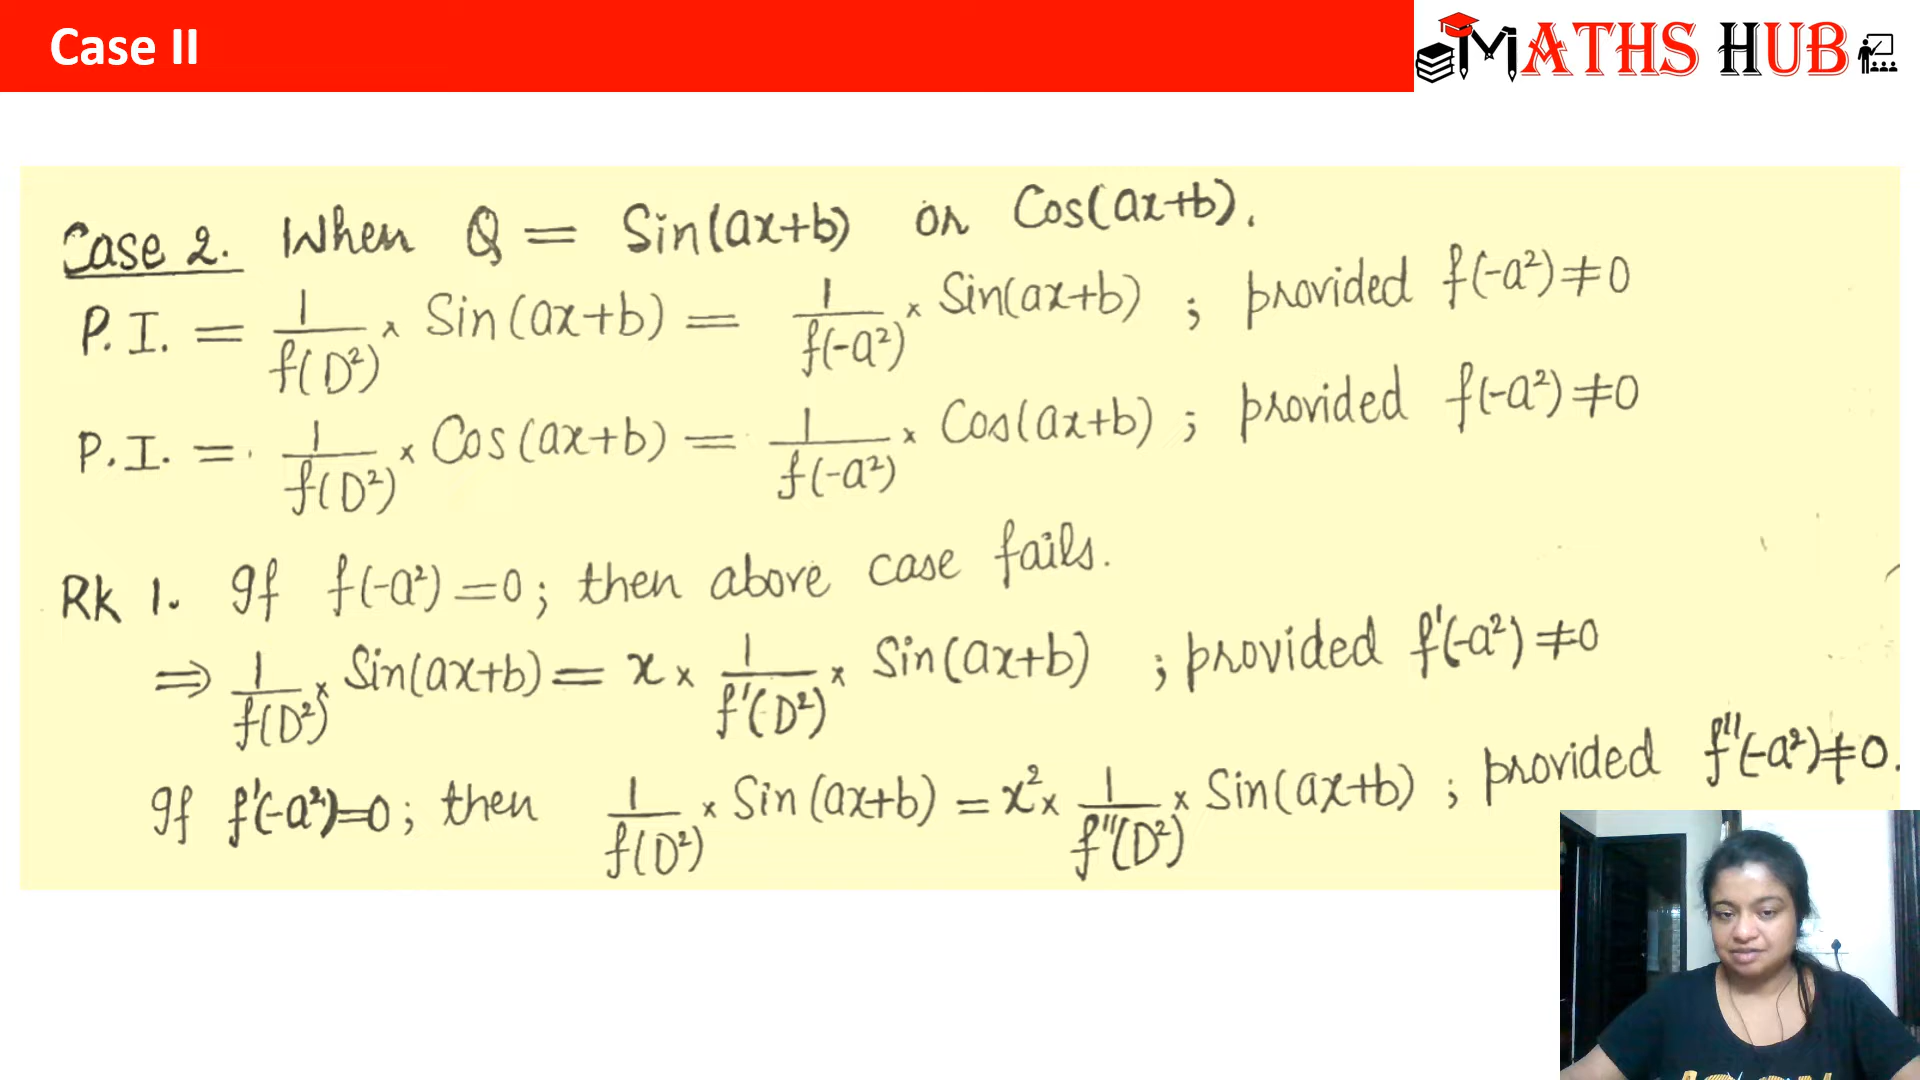 Case II
MATHS HUB
Case 2. When Q = Sin(ax+b) or Cos(ax+b).
P.I. = 1/f(D²) × Sin(ax+b) = 1/f(-a²) × Sin(ax+b) ; provided f(-a²)≠0
P.I. = 1/f(D²) × Cos(ax+b) = 1/f(-a²) × Cos(ax+b) ; provided f(-a²)≠0
Rk 1. If f(-a²)=0; then above case fails.
⇒ 1/f(D²) × Sin(ax+b) = x × 1/f'(D²) × Sin(ax+b) ; provided f'(-a²)≠0
If f'(-a²)=0; then 1/f(D²) × Sin(ax+b) = x² × 1/f''(D²) × Sin(ax+b) ; provided f''(-a²)≠0.